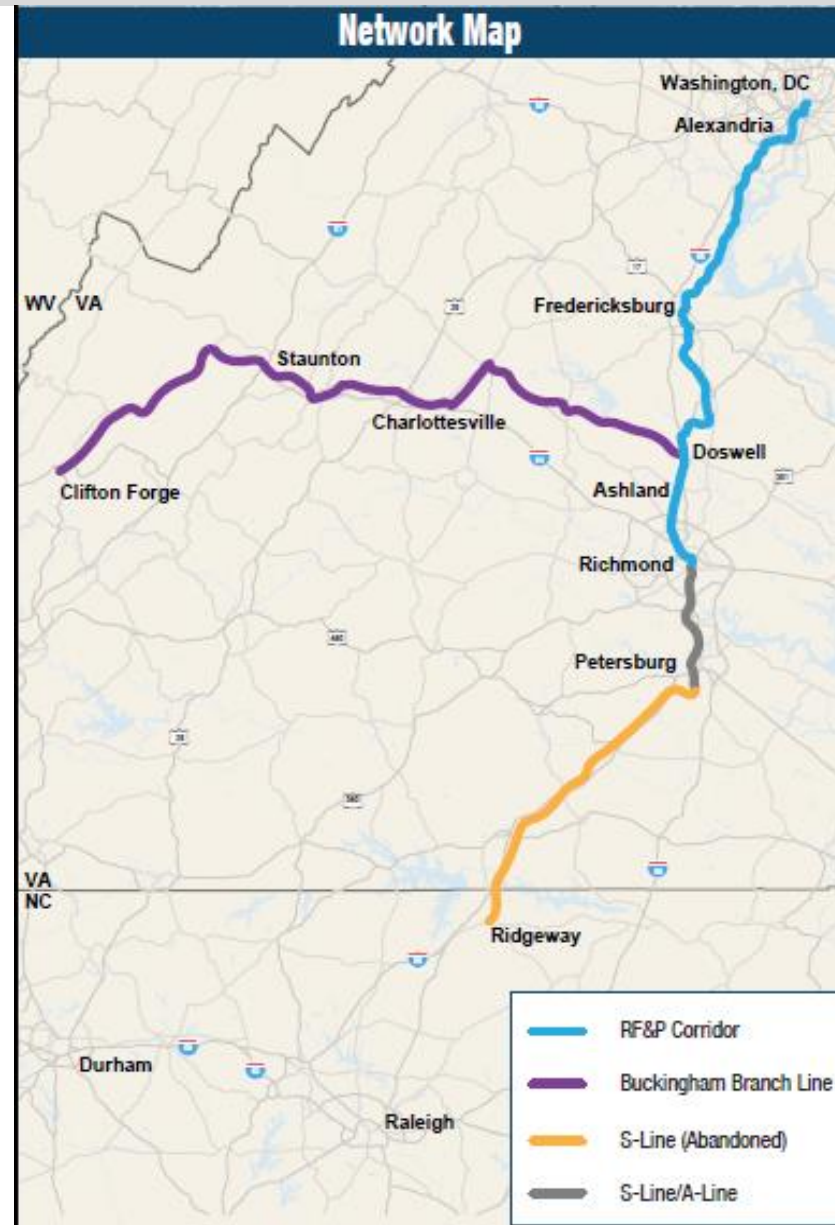 Network Map
Washington, DC
Alexandria
17
Fredericksburg
WV VA
Staunton
Charlottesville
Doswell
Clifton Forge
Ashland
Richmond
Petersburg
VA
NC
Ridgeway
RF&P Corridor
Durham
Buckingham Branch Line
Raleigh
S-Line (Abandoned)
S-Line/A-Line